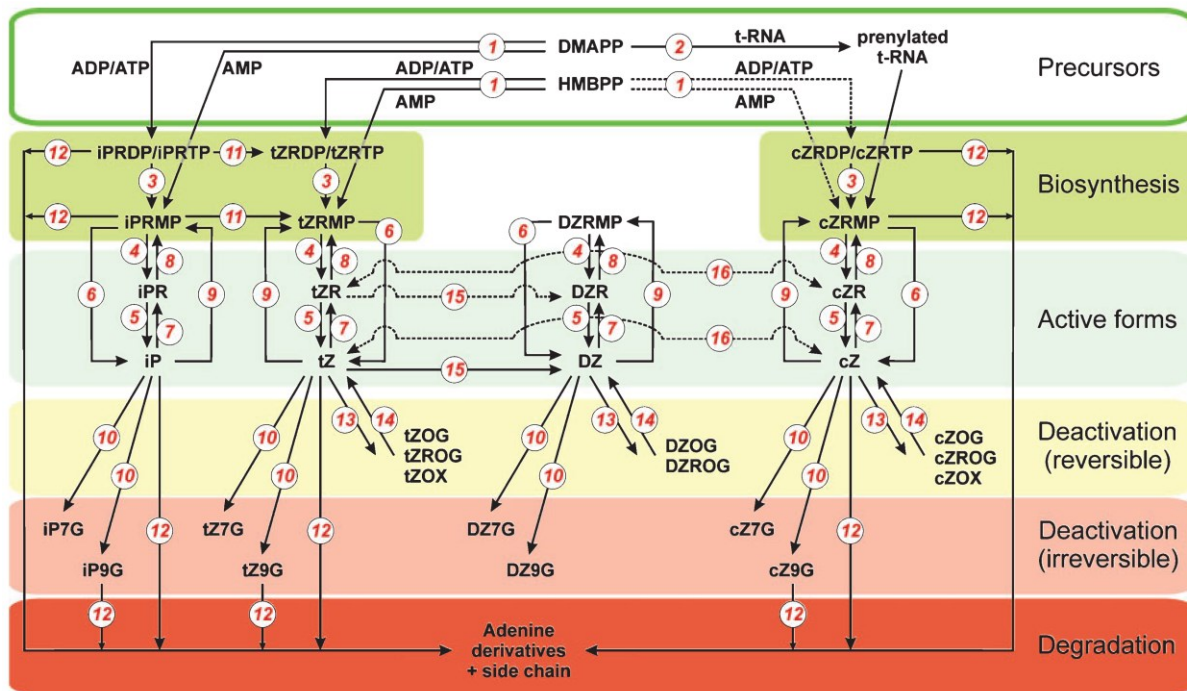 1 DMAPP 2 t-RNA prenylated
t-RNA
Precursors
ADP/ATP AMP ADP/ATP ADP/ATP
1 HMBPP 1
AMP AMP
12 iPRDP/iPRTP 11 tZRDP/tZRTP cZRDP/cZRTP 12
3 3 3
Biosynthesis
12 iPRMP 11 tZRMP 6 6 DZRMP cZRMP 12
4 8 4 8 4 8
16
6 iPR 9 9 tZR 15 DZR 9 9 cZR 6
5 7 5 7 5 7 16 5 7
Active forms
iP tZ 15 DZ cZ
10 10 13 14 10 13 14 10 13 14
tZOG
tZROG
tZOX
DZOG
DZROG
cZOG
cZROG
cZOX
Deactivation
(reversible)
10 10 10 10
iP7G 12 tZ7G 12 DZ7G cZ7G 12
Deactivation
(irreversible)
iP9G tZ9G DZ9G cZ9G
12 12 12
Adenine
derivatives
+ side chain
Degradation